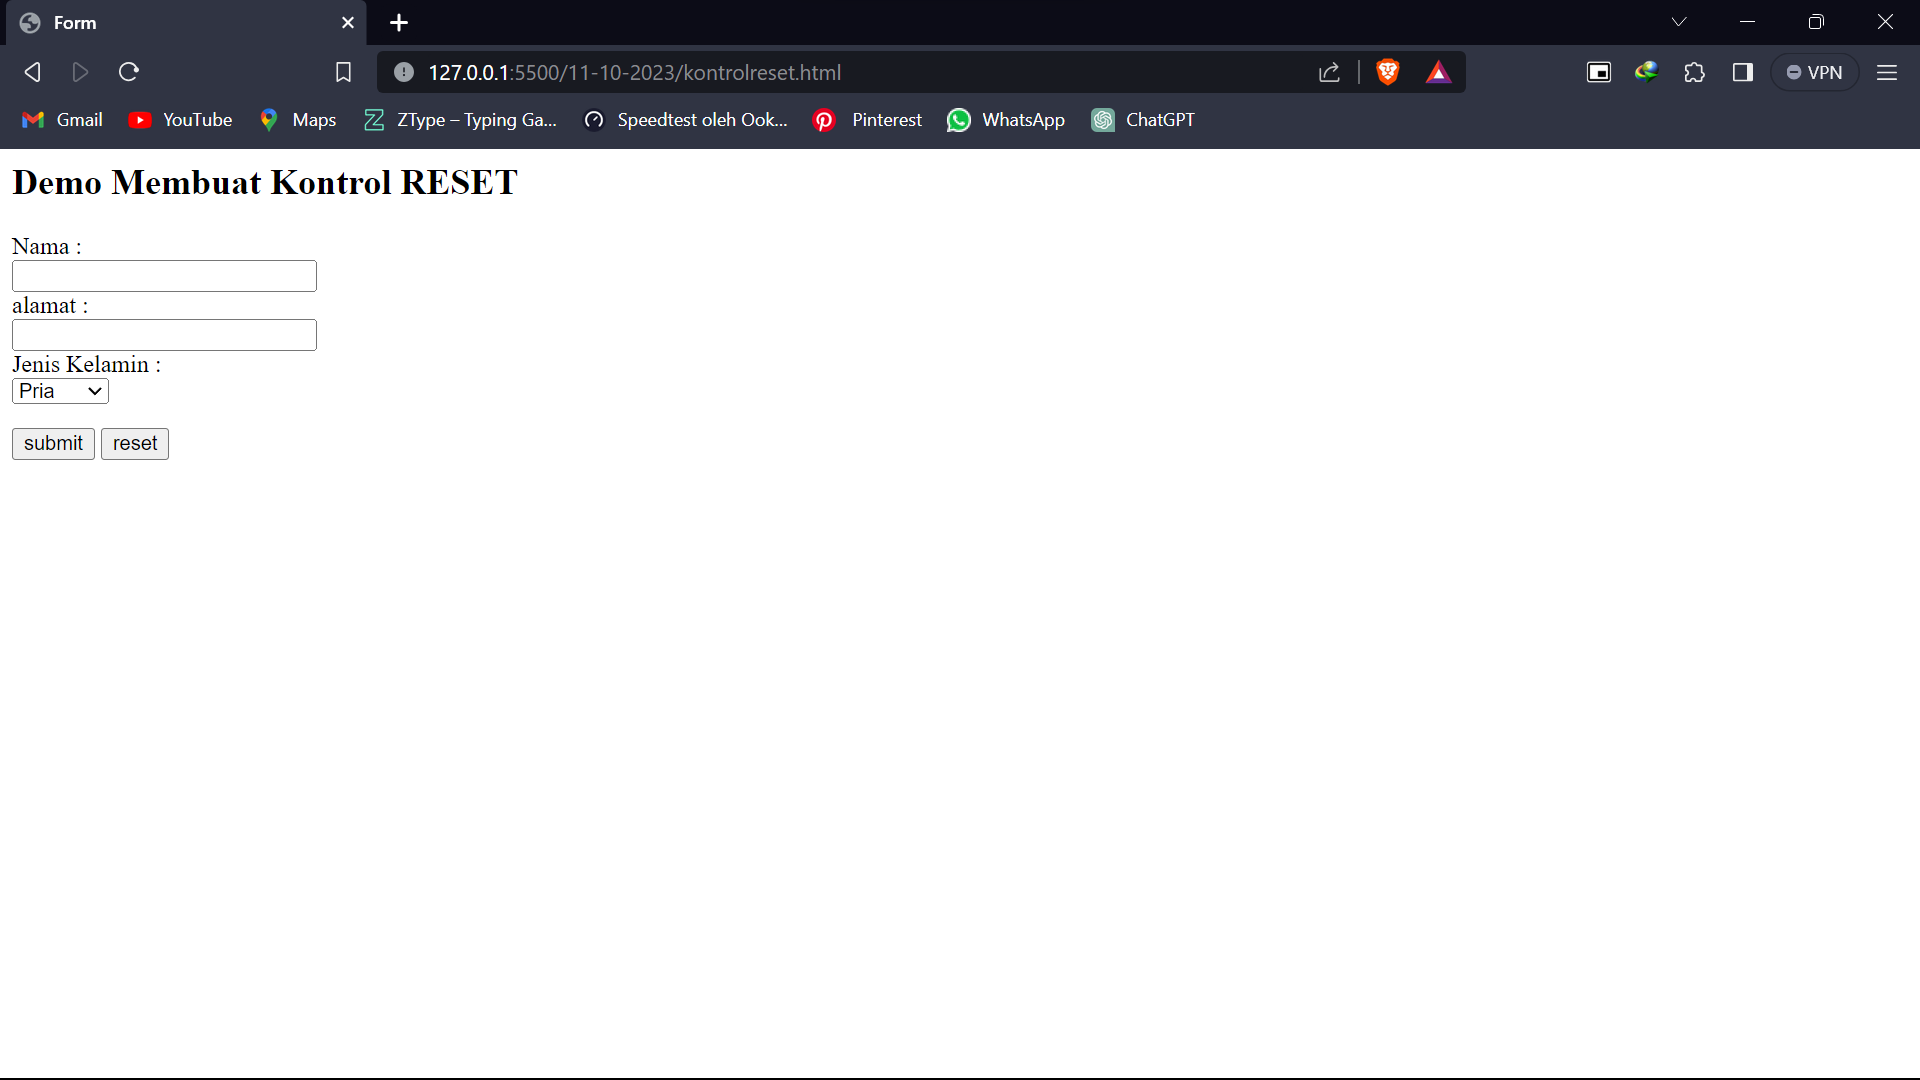 Form
127.0.0.1:5500/11-10-2023/kontrolreset.html
VPN
Gmail YouTube Maps ZType – Typing Ga... Speedtest oleh Ook... Pinterest WhatsApp ChatGPT
Demo Membuat Kontrol RESET
Nama :
alamat :
Jenis Kelamin :
Pria
submit reset